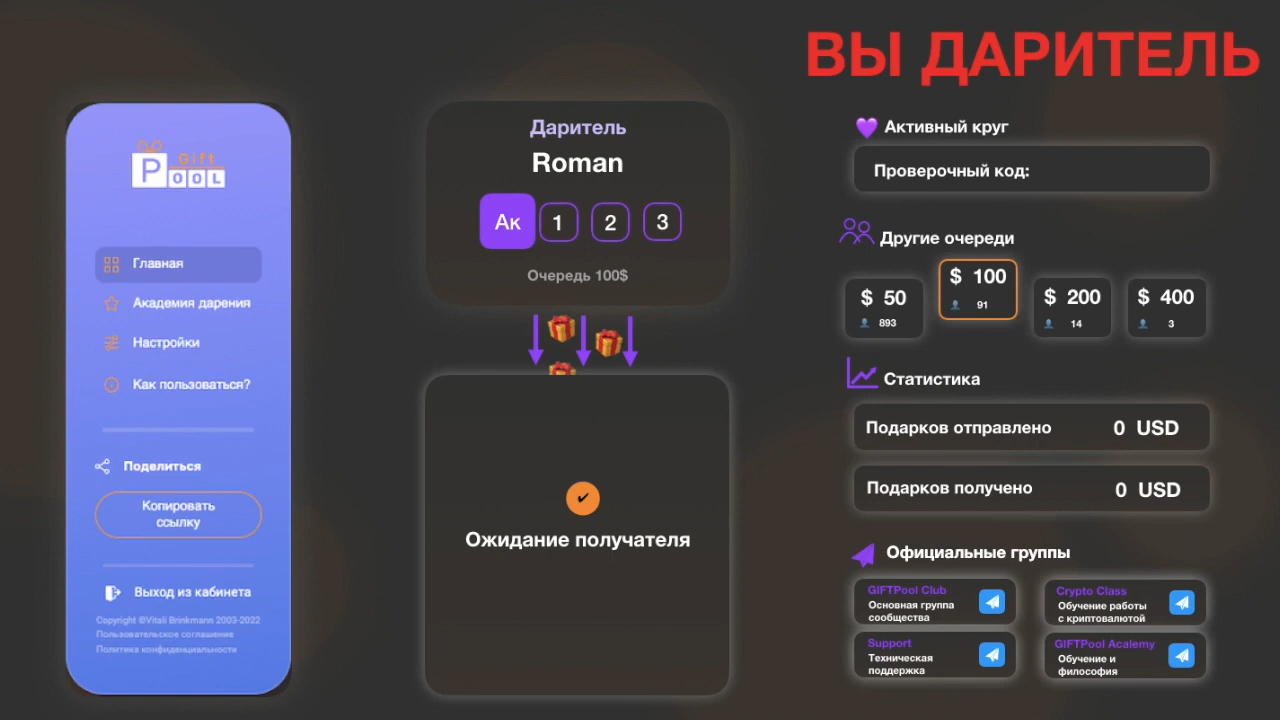 ВЫ ДАРИТЕЛЬ
P Gift
OOL
Главная
Академия дарения
Настройки
Как пользоваться?
Поделиться
Копировать
ссылку
Выход из кабинета
Copyright ©Vitali Brinkmann 2003-2022
Пользовательское соглашение
Политика конфиденциальности
Даритель
Roman
Ак 1 2 3
Очередь 100$
Ожидание получателя
Активный круг
Проверочный код:
Другие очереди
$ 50
893
$ 100
91
$ 200
14
$ 400
3
Статистика
Подарков отправлено 0 USD
Подарков получено 0 USD
Официальные группы
GIFTPool Club
Основная группа
сообщества
Crypto Class
Обучение работы
с криптовалютой
Support
Техническая
поддержка
GIFTPool Acalemy
Обучение и
философия